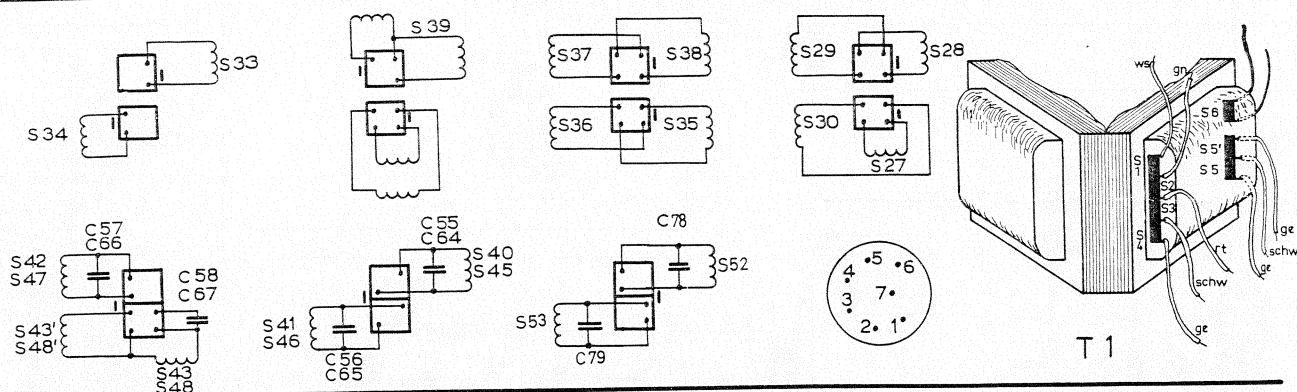 S33
S34
S39
S37
S38
S36
S35
S29
S28
S30
S27
ws
gn
S6
S5'
S5
S1
S2
S3
S4
ge
schw
ge
rt
schw
ge
T1
C57
C66
S42
S47
C58
C67
S43'
S48'
S43
S48
C55
C64
S40
S45
S41
S46
C56
C65
C78
S52
S53
C79
5
4
6
3
7
2
1